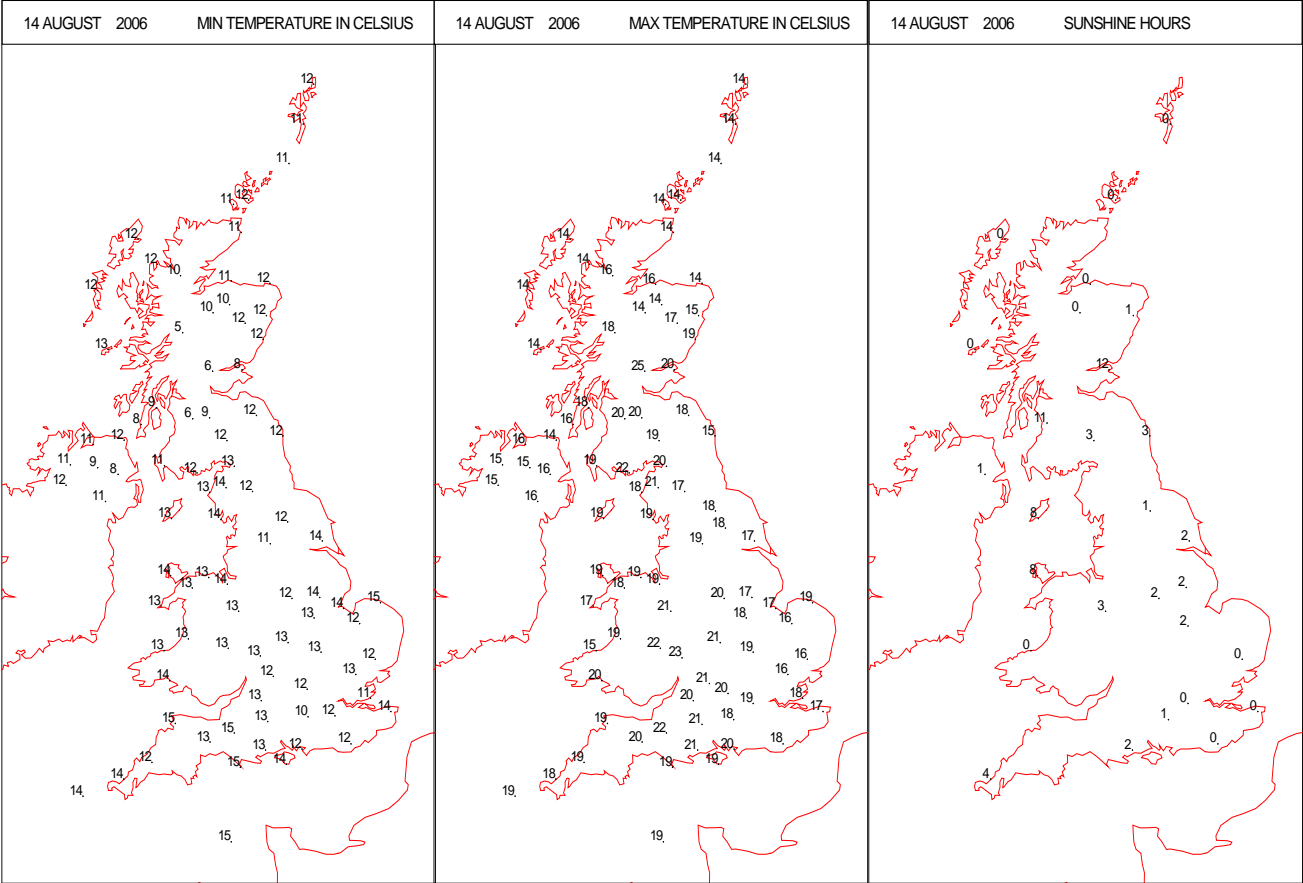 14 AUGUST 2006 MIN TEMPERATURE IN CELSIUS
14 AUGUST 2006 MAX TEMPERATURE IN CELSIUS
14 AUGUST 2006 SUNSHINE HOURS
12
11
11
11 12
11
12
12
10
11 12
12
10
10 12
12
5 12
13
6 8
9
8 6 9 12
11 12 12 12
11 9 8 11 12 13
12 13 14 12
11
13 14 12
11 14
14 13 13 14
13 13 12 14 15
13 14 12
13 13 13 13 13 12
13
14 12 12 13
13 11 14
15 15 13 10 12
13 13 12 12
12 15 14
14
14
15
14
14
14
14 14
14
14
14
16
16 14
14
14
14 15
17
18 19
14
25 20
18
16 20 20 18
16 14 19 15
15 15 16 19 22 20
15 18 21 17
16
19 19 18
18
19 17
19 18 19 19
17 21 20 17 17 19
18 16
15 19 22 23 21 19 16
16
20 21 20
20 19 18 17
19 22 21 18
20 21 20 18
19 19 19
18
19
19
0
0
0
0
0 1
0
12
11
3 3
1
1
8
2
8
2
3 2
2
0 0
0
0
1
2 0
4